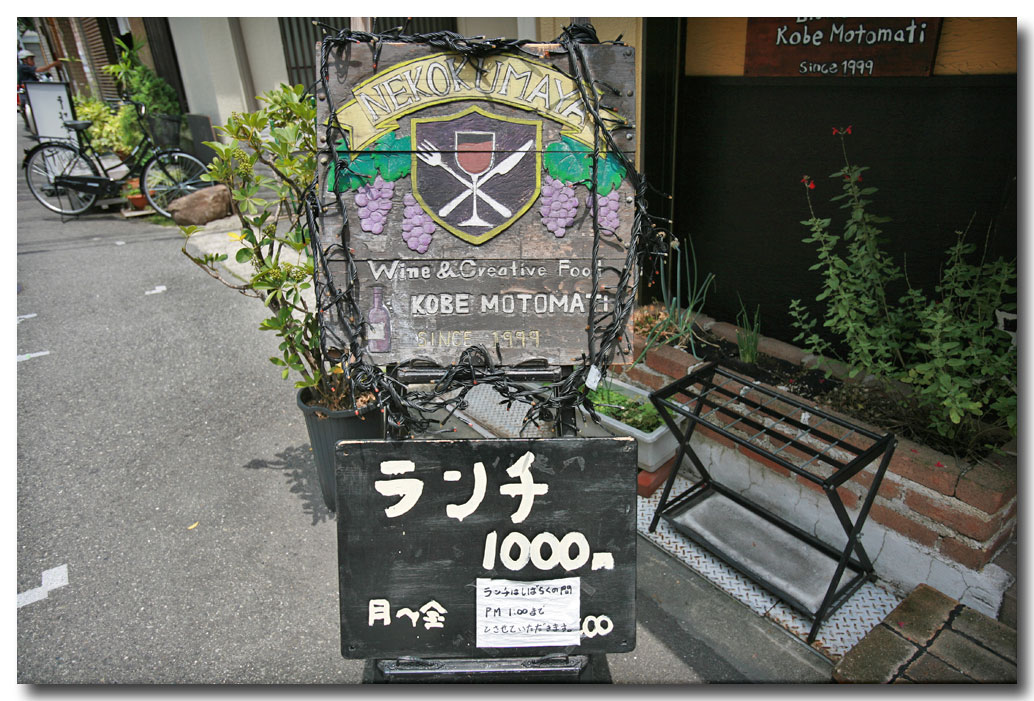 Kobe Motomati
Since 1999
NEKOKUMAYA
Wine & Creative Food
KOBE MOTOMATI
SINCE 1999
ランチ
1000円
月〜金
:00
ランチはしばらくの間
PM 1:00まで
とさせていただきます。